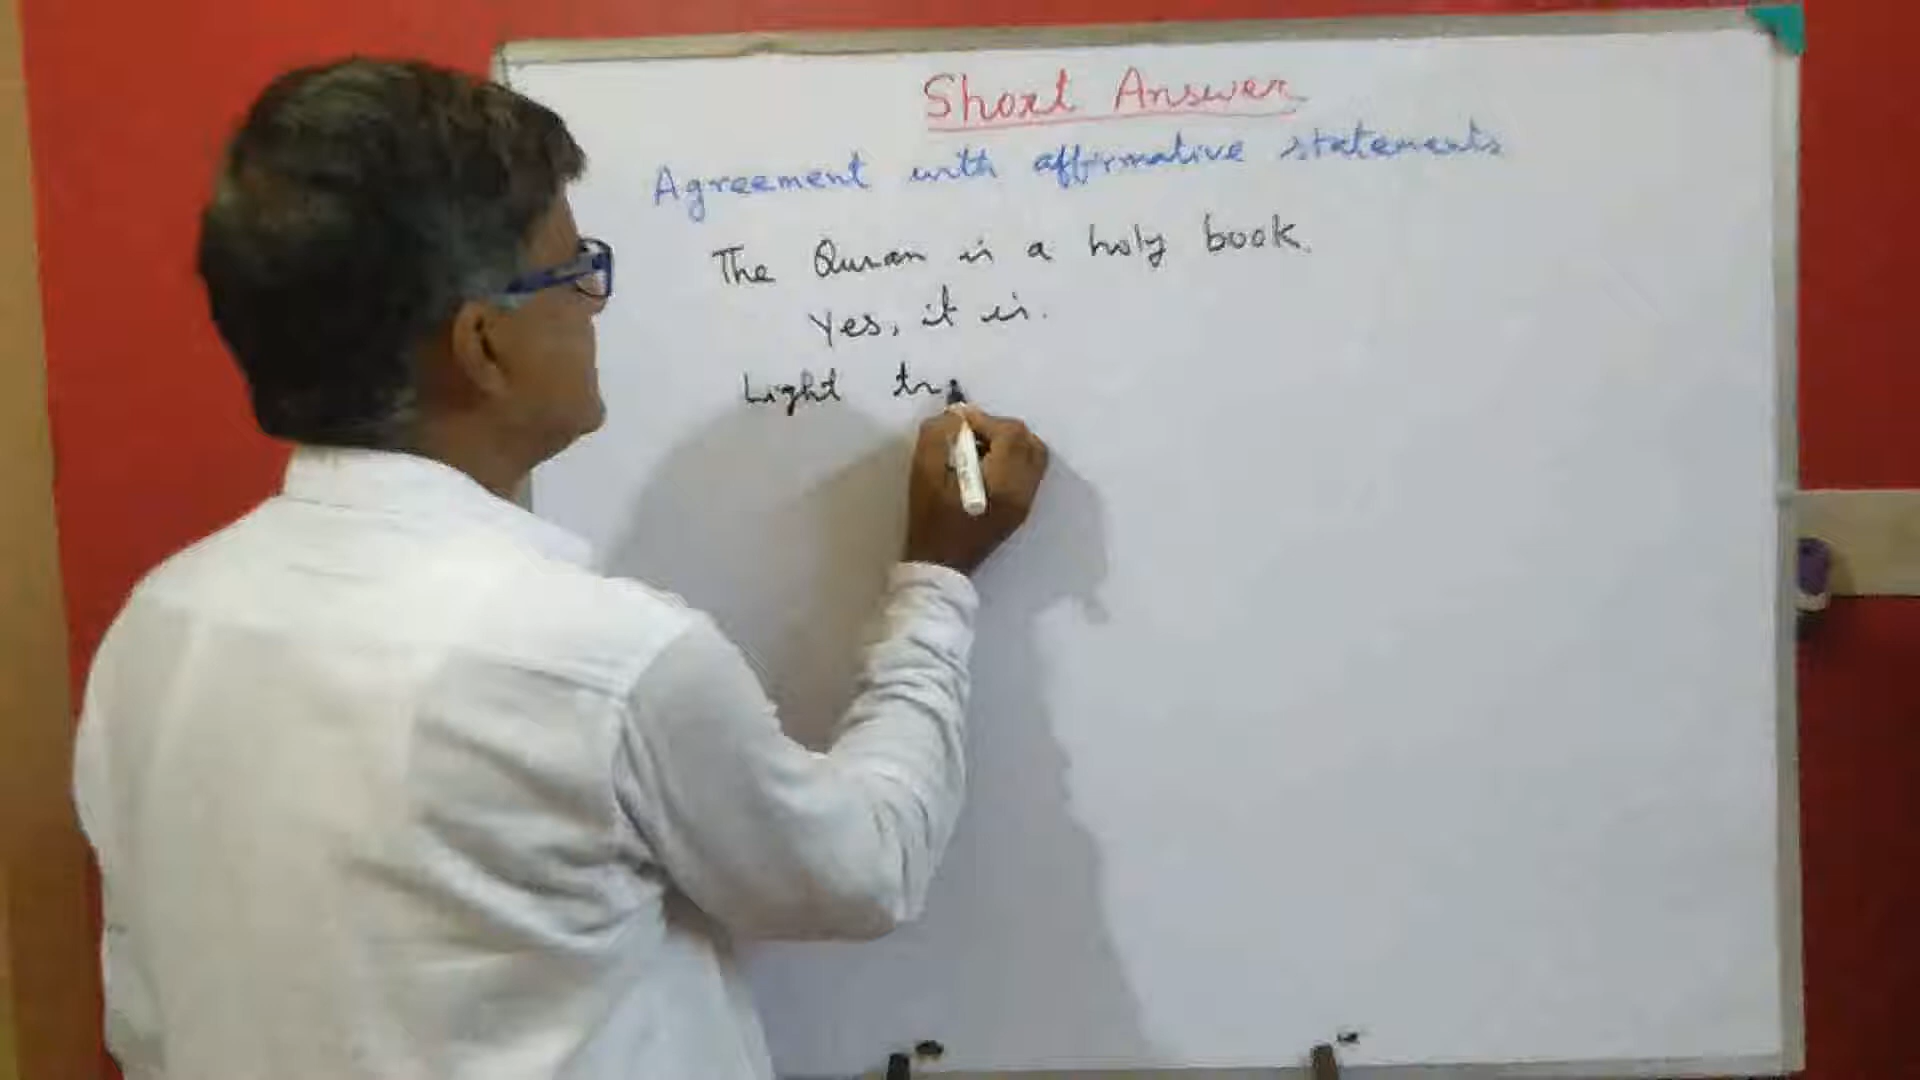 Short Answer
Agreement with affirmative statements
The Quran is a holy book.
Yes, it is.
Light tr